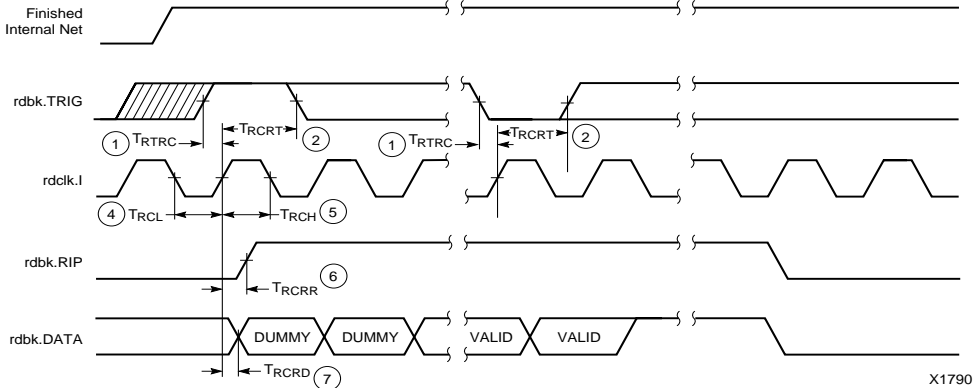 Finished
Internal Net
rdbk.TRIG
1 TRTRC TRCRT 2 1 TRTRC TRCRT 2
rdclk.I
4 TRCL TRCH 5
rdbk.RIP
TRCRR 6
rdbk.DATA DUMMY DUMMY VALID VALID
TRCRD 7
X1790